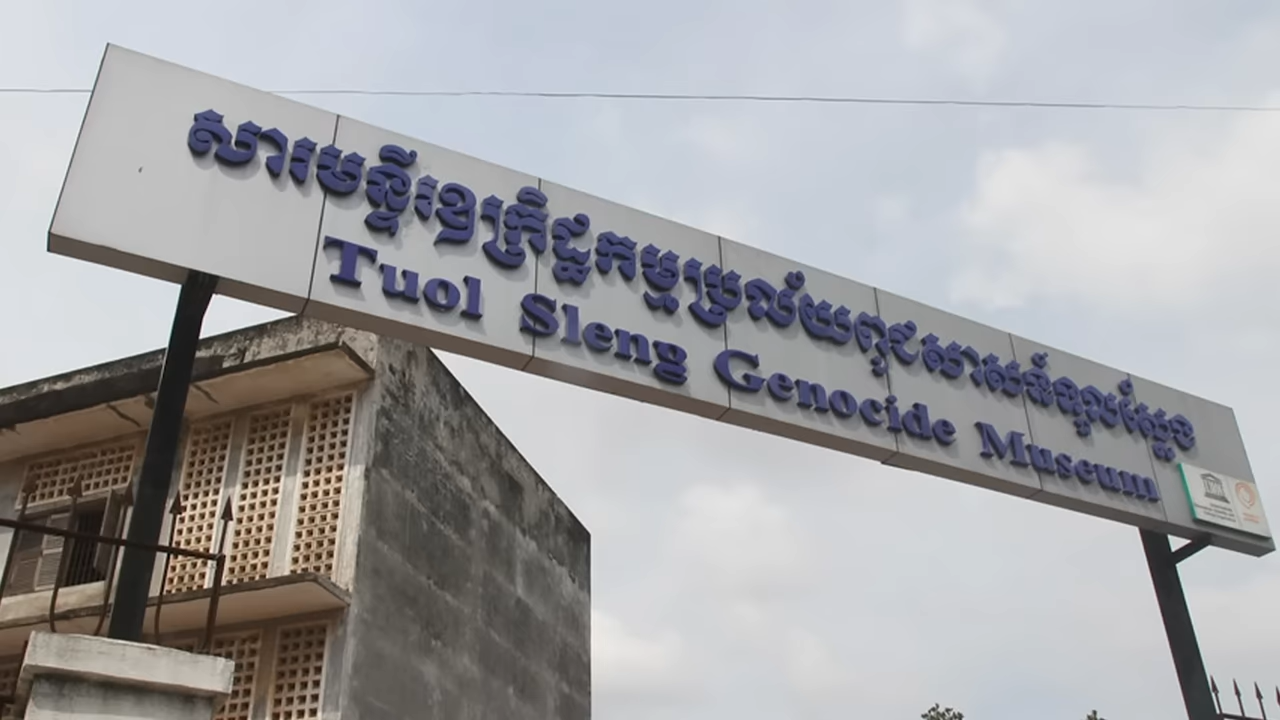 សារមន្ទីរឧក្រិដ្ឋកម្មប្រល័យពូជសាសន៍ទួលស្លែង
Tuol Sleng Genocide Museum